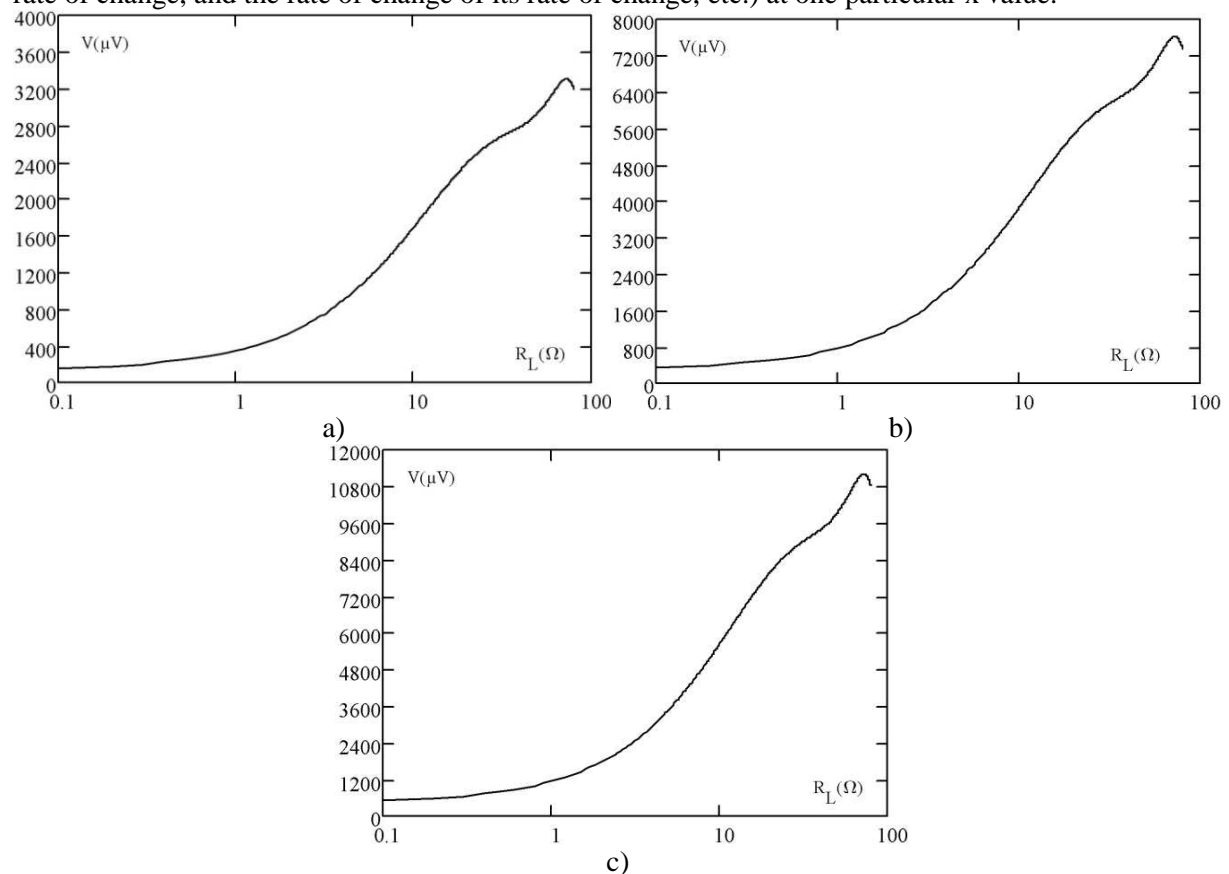 rate of change, and the rate of change of its rate of change, etc.) at one particular x value.
4000
3600
3200
2800
2400
2000
1600
1200
800
400
0
V(µV)
R_L(Ω)
0.1 1 10 100
a)
8000
7200
6400
5600
4800
4000
3200
2400
1600
800
0
V(µV)
R_L(Ω)
0.1 1 10 100
b)
12000
10800
9600
8400
7200
6000
4800
3600
2400
1200
0
V(µV)
R_L(Ω)
0.1 1 10 100
c)